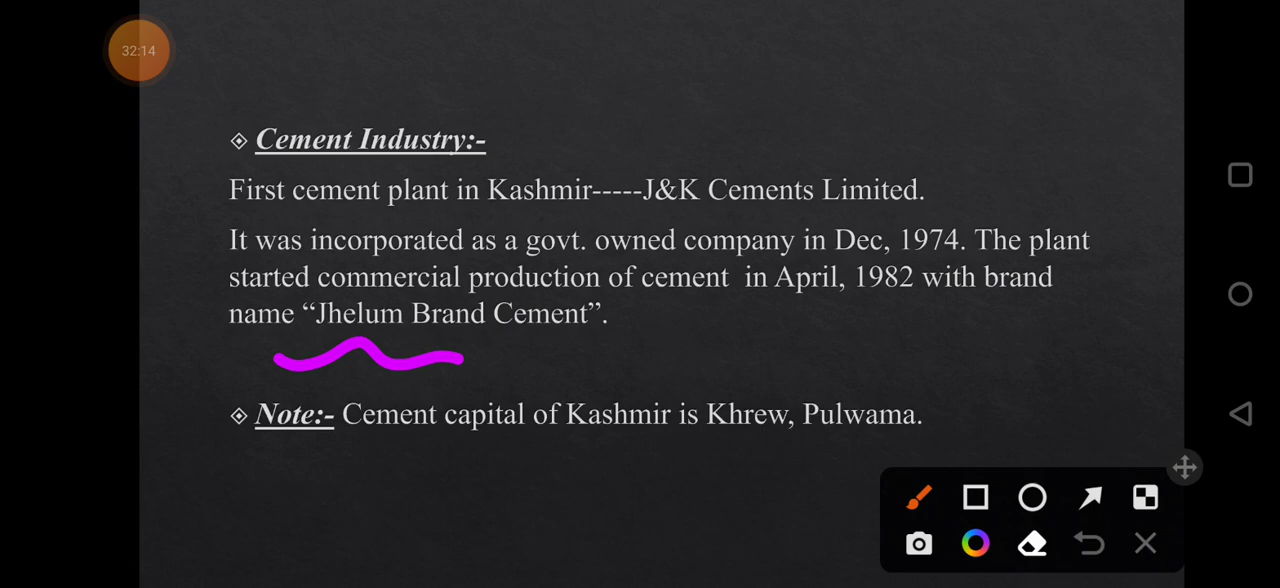 32:14
Cement Industry:-
First cement plant in Kashmir-----J&K Cements Limited.
It was incorporated as a govt. owned company in Dec, 1974. The plant
started commercial production of cement in April, 1982 with brand
name “Jhelum Brand Cement”.
Note:- Cement capital of Kashmir is Khrew, Pulwama.